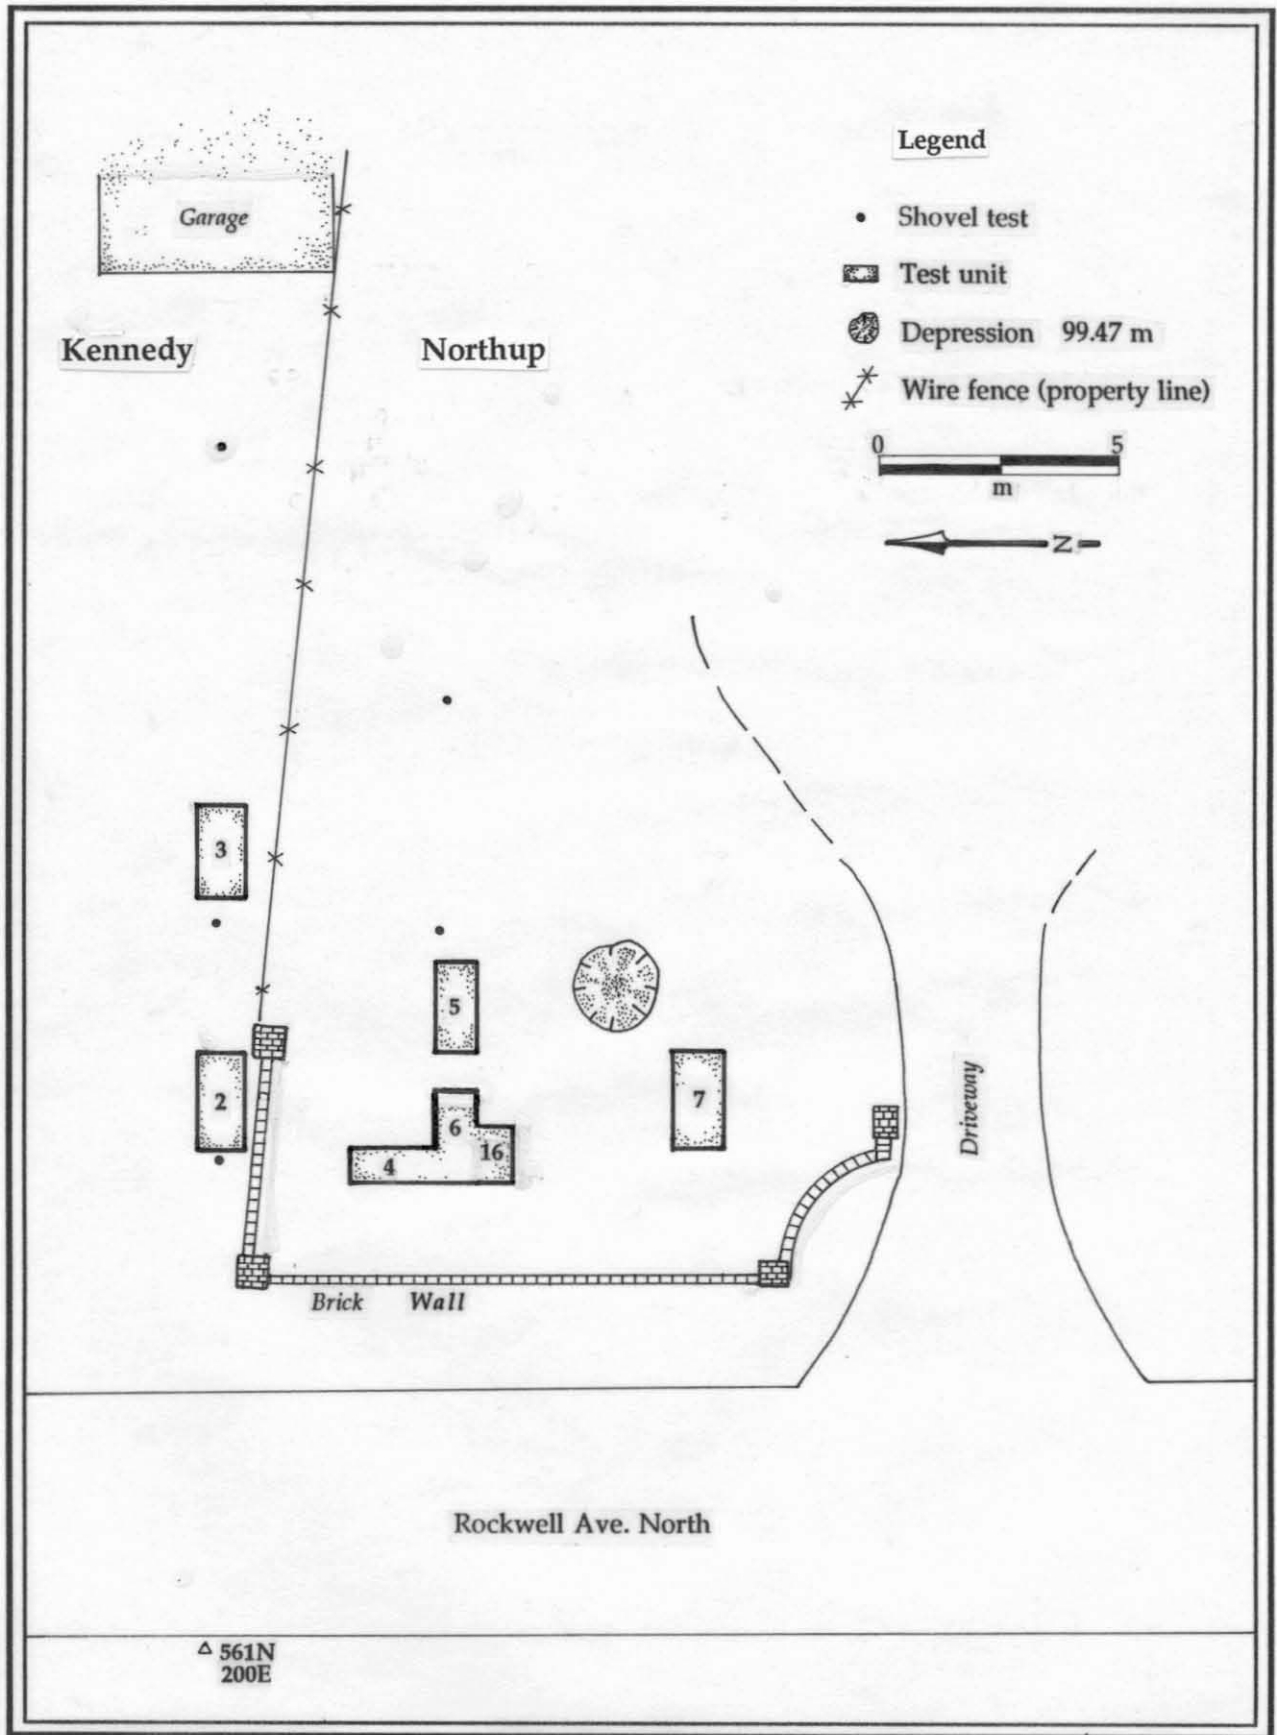 Legend
Garage
Shovel test
Test unit
Depression 99.47 m
Kennedy
Northup
Wire fence (property line)
0 5
m
N
3
5
2
7
6
4
16
Driveway
Brick Wall
Rockwell Ave. North
561N
200E